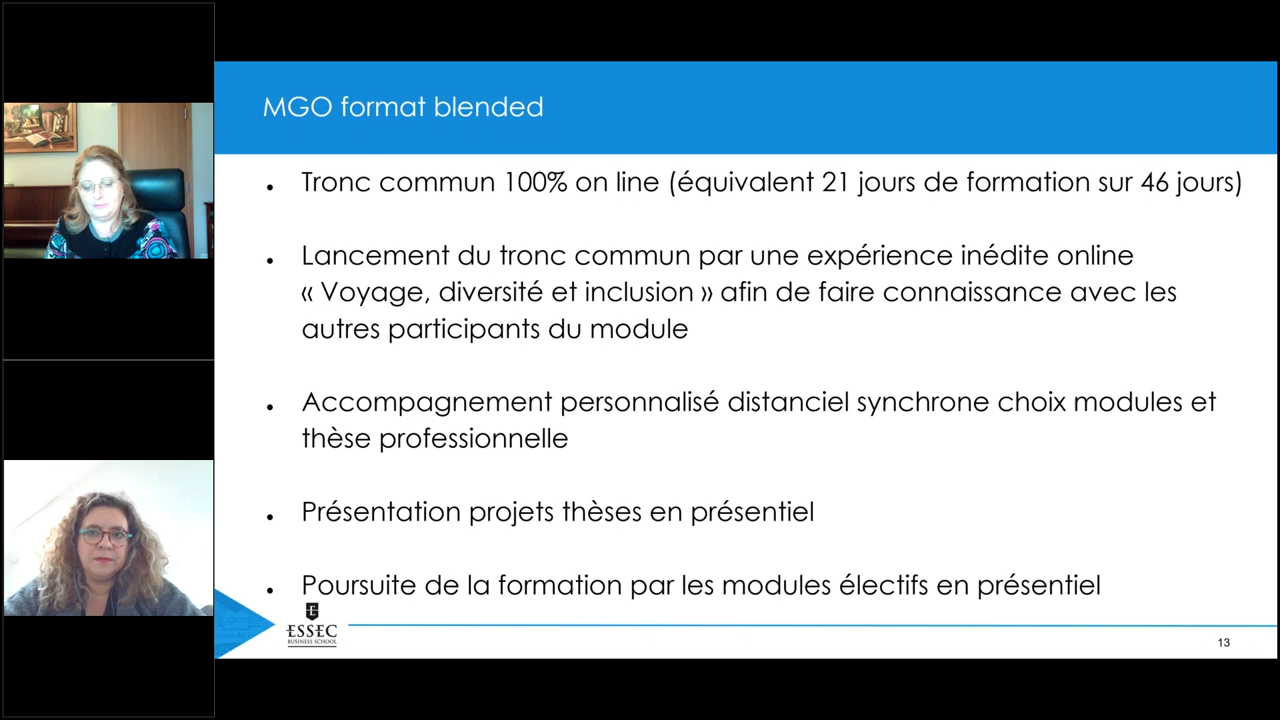 MGO format blended
Tronc commun 100% on line (équivalent 21 jours de formation sur 46 jours)
Lancement du tronc commun par une expérience inédite online
« Voyage, diversité et inclusion » afin de faire connaissance avec les
autres participants du module
Accompagnement personnalisé distanciel synchrone choix modules et
thèse professionnelle
Présentation projets thèses en présentiel
Poursuite de la formation par les modules électifs en présentiel
ESSEC
BUSINESS SCHOOL
13